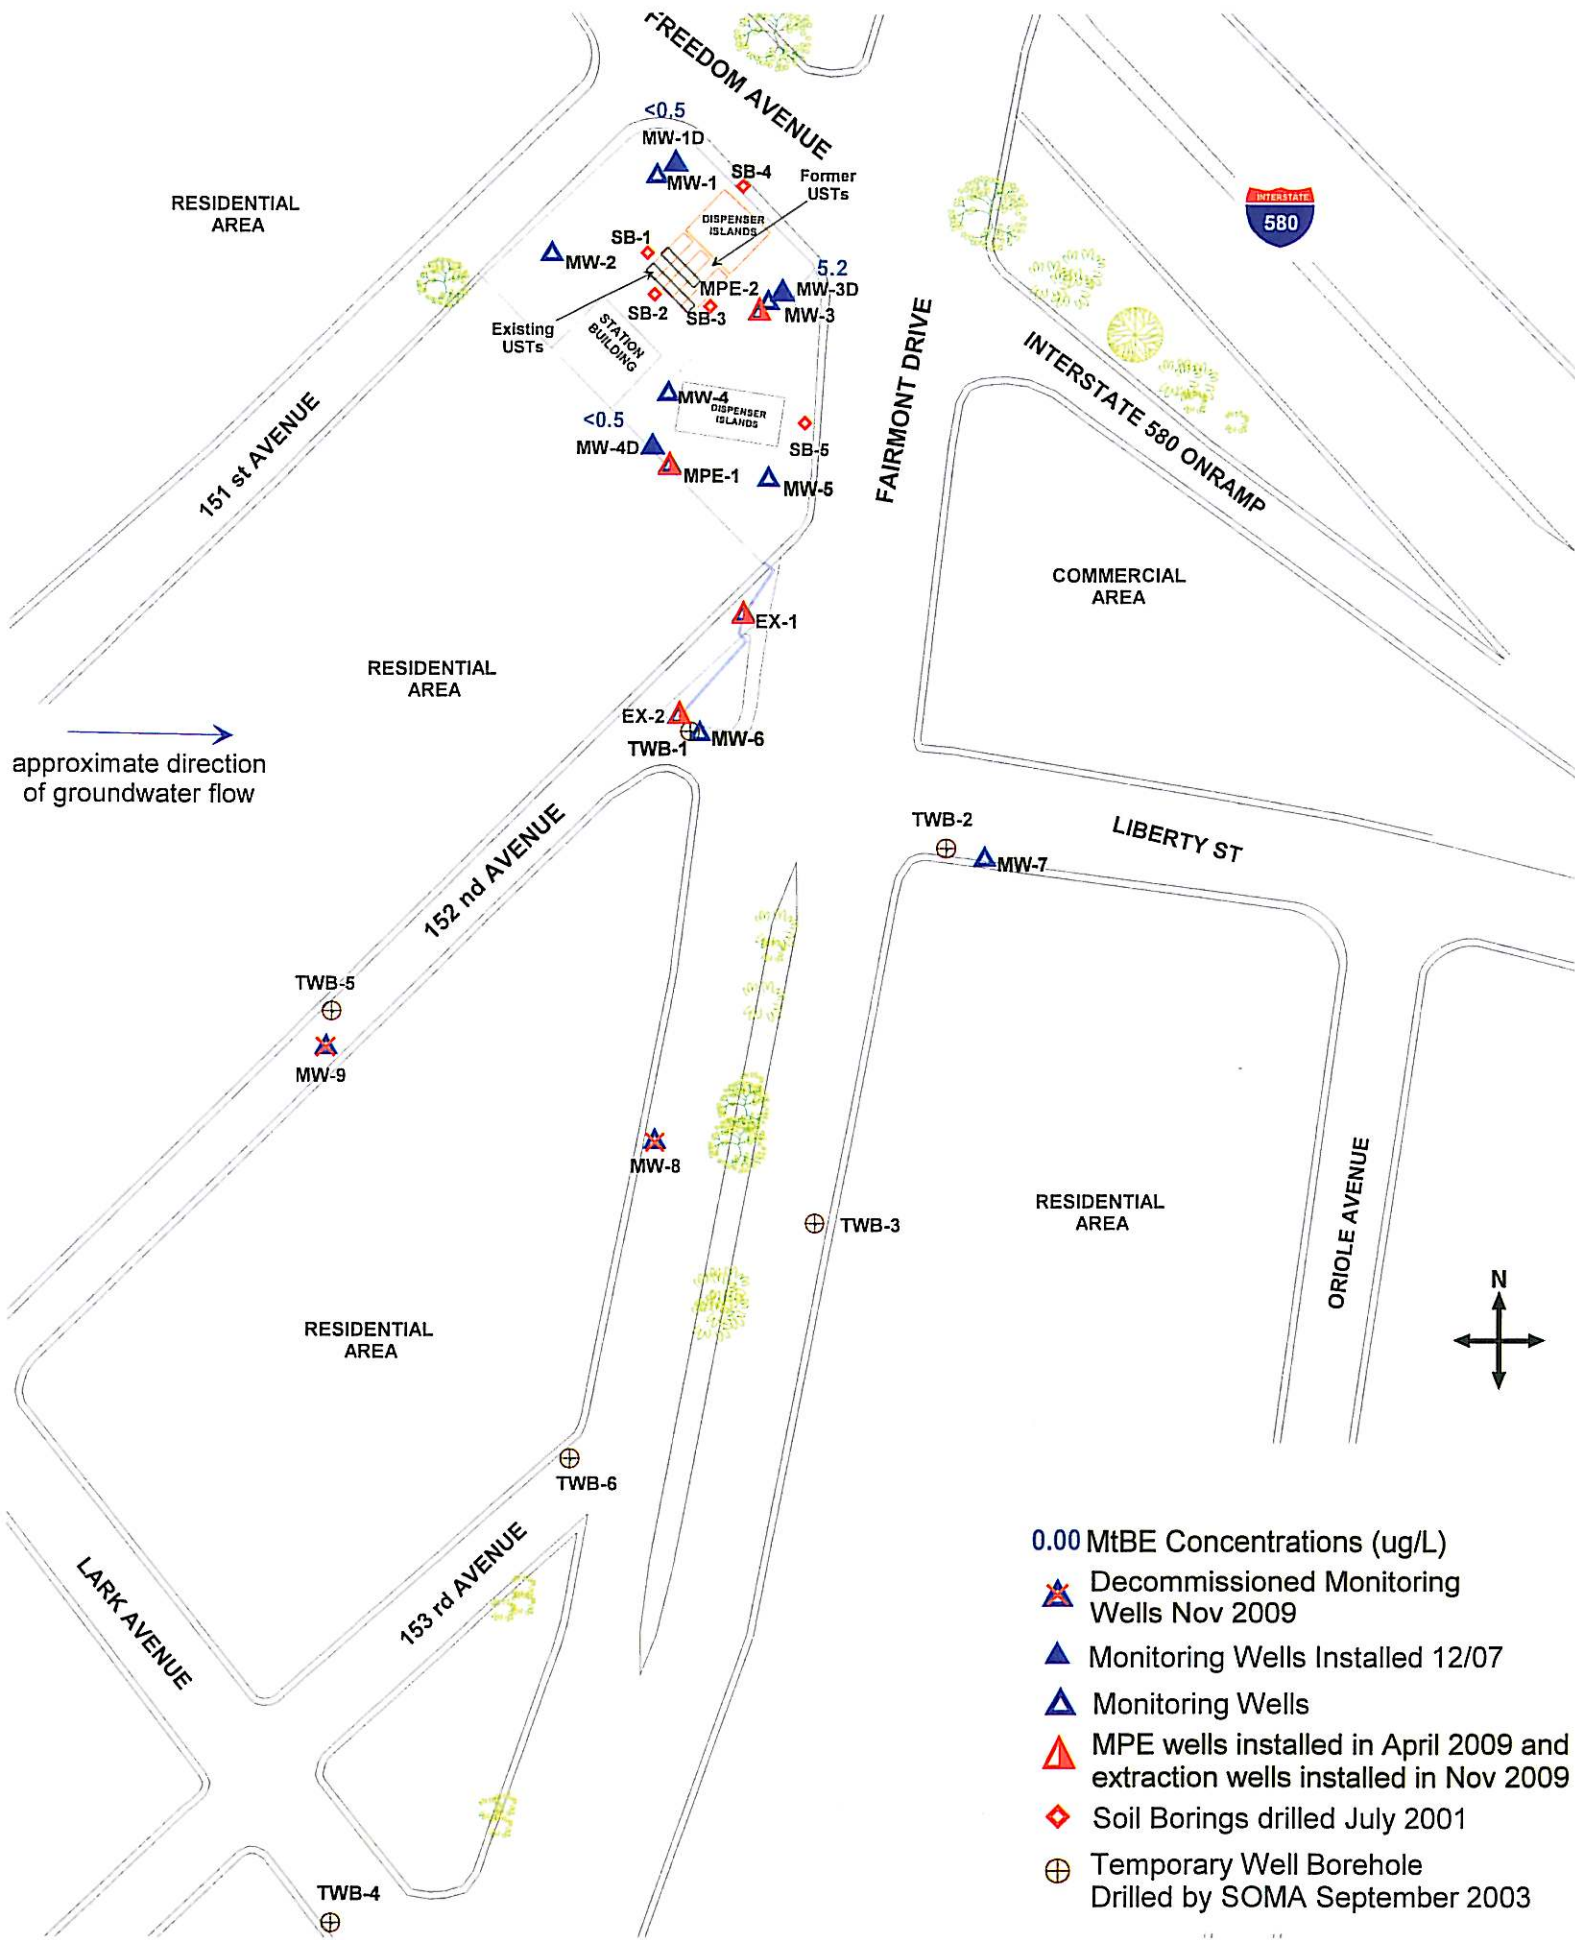 FREEDOM AVENUE
<0.5
MW-1D
MW-1
SB-4
Former
USTs
RESIDENTIAL
AREA
INTERSTATE
580
DISPENSER
ISLANDS
SB-1
MW-2
5.2
MPE-2
MW-3D
MW-3
SB-2
SB-3
Existing
USTs
STATION
BUILDING
FAIRMONT DRIVE
INTERSTATE 580 ONRAMP
MW-4
DISPENSER
ISLANDS
<0.5
MW-4D
SB-5
MPE-1
MW-5
151 st AVENUE
COMMERCIAL
AREA
EX-1
RESIDENTIAL
AREA
EX-2
TWB-1
MW-6
approximate direction
of groundwater flow
TWB-2
LIBERTY ST
MW-7
152 nd AVENUE
TWB-5
MW-9
MW-8
TWB-3
RESIDENTIAL
AREA
ORIOLE AVENUE
N
RESIDENTIAL
AREA
TWB-6
153 rd AVENUE
LARK AVENUE
TWB-4
0.00 MtBE Concentrations (ug/L)
Decommissioned Monitoring
Wells Nov 2009
Monitoring Wells Installed 12/07
Monitoring Wells
MPE wells installed in April 2009 and
extraction wells installed in Nov 2009
Soil Borings drilled July 2001
Temporary Well Borehole
Drilled by SOMA September 2003